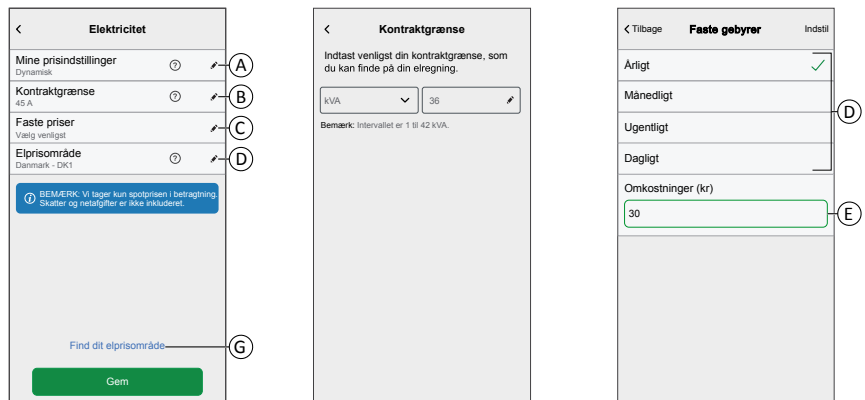 Elektricitet
Mine prisindstillinger
Dynamisk
?
A
Kontraktgrænse
45 A
?
B
Faste priser
Vælg venligst
C
Elprisområde
Danmark - DK1
?
D
i
BEMÆRK: Vi tager kun spotprisen i betragtning.
Skatter og netafgifter er ikke inkluderet.
Find dit elprisområde
G
Gem
Kontraktgrænse
Indtast venligst din kontraktgrænse, som
du kan finde på din elregning.
kVA
36
Bemærk: Intervallet er 1 til 42 kVA.
Tilbage
Faste gebyrer
Indstil
Årligt
Månedligt
Ugentligt
Dagligt
D
Omkostninger (kr)
30
E